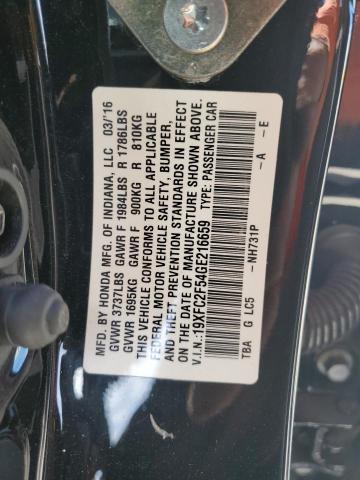 MFD. BY HONDA MFG. OF INDIANA, LLC 03/16
GVWR 3737LBS GAWR F 1984LBS R 1786LBS
GVWR 1695KG GAWR F 900KG R 810KG
THIS VEHICLE CONFORMS TO ALL APPLICABLE
FEDERAL MOTOR VEHICLE SAFETY, BUMPER,
AND THEFT PREVENTION STANDARDS IN EFFECT
ON THE DATE OF MANUFACTURE SHOWN ABOVE.
V.I.N.:19XFC2F54GE216659 TYPE: PASSENGER CAR
TBA G LC5 -NH731P -A -E